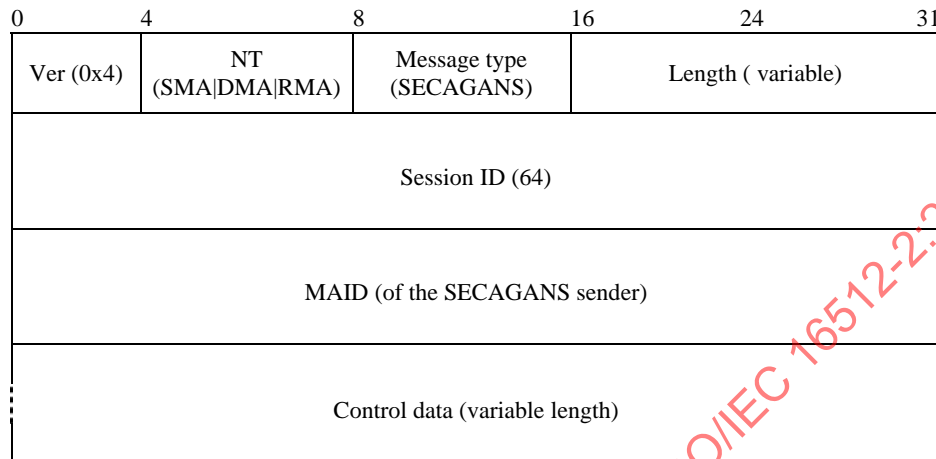 0 4 8 16 24 31
Ver (0x4)
NT
(SMA|DMA|RMA)
Message type
(SECAGANS)
Length ( variable)
Session ID (64)
MAID (of the SECAGANS sender)
Control data (variable length)
O/IEC 16512-2:2